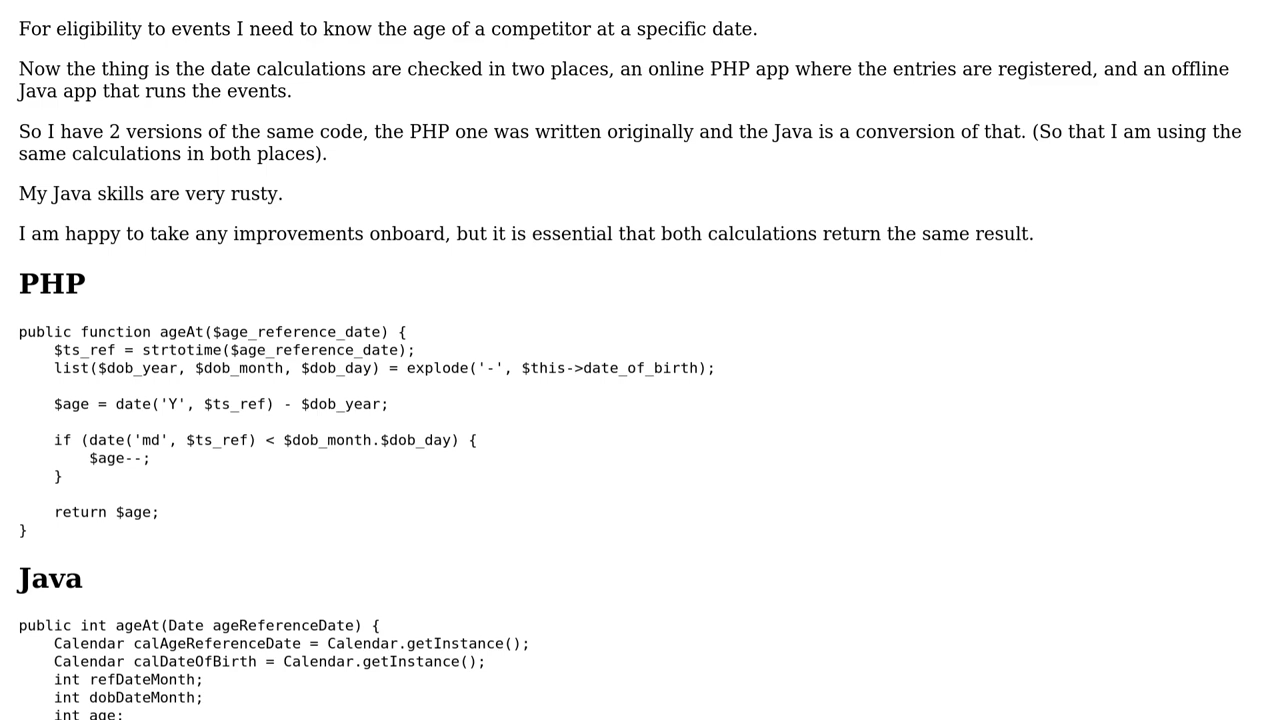 For eligibility to events I need to know the age of a competitor at a specific date.
Now the thing is the date calculations are checked in two places, an online PHP app where the entries are registered, and an offline
Java app that runs the events.
So I have 2 versions of the same code, the PHP one was written originally and the Java is a conversion of that. (So that I am using the
same calculations in both places).
My Java skills are very rusty.
I am happy to take any improvements onboard, but it is essential that both calculations return the same result.
PHP
public function ageAt($age_reference_date) {
    $ts_ref = strtotime($age_reference_date);
    list($dob_year, $dob_month, $dob_day) = explode('-', $this->date_of_birth);
    $age = date('Y', $ts_ref) - $dob_year;
    if (date('md', $ts_ref) < $dob_month.$dob_day) {
        $age--;
    }
    return $age;
}
Java
public int ageAt(Date ageReferenceDate) {
    Calendar calAgeReferenceDate = Calendar.getInstance();
    Calendar calDateOfBirth = Calendar.getInstance();
    int refDateMonth;
    int dobDateMonth;
    int age;